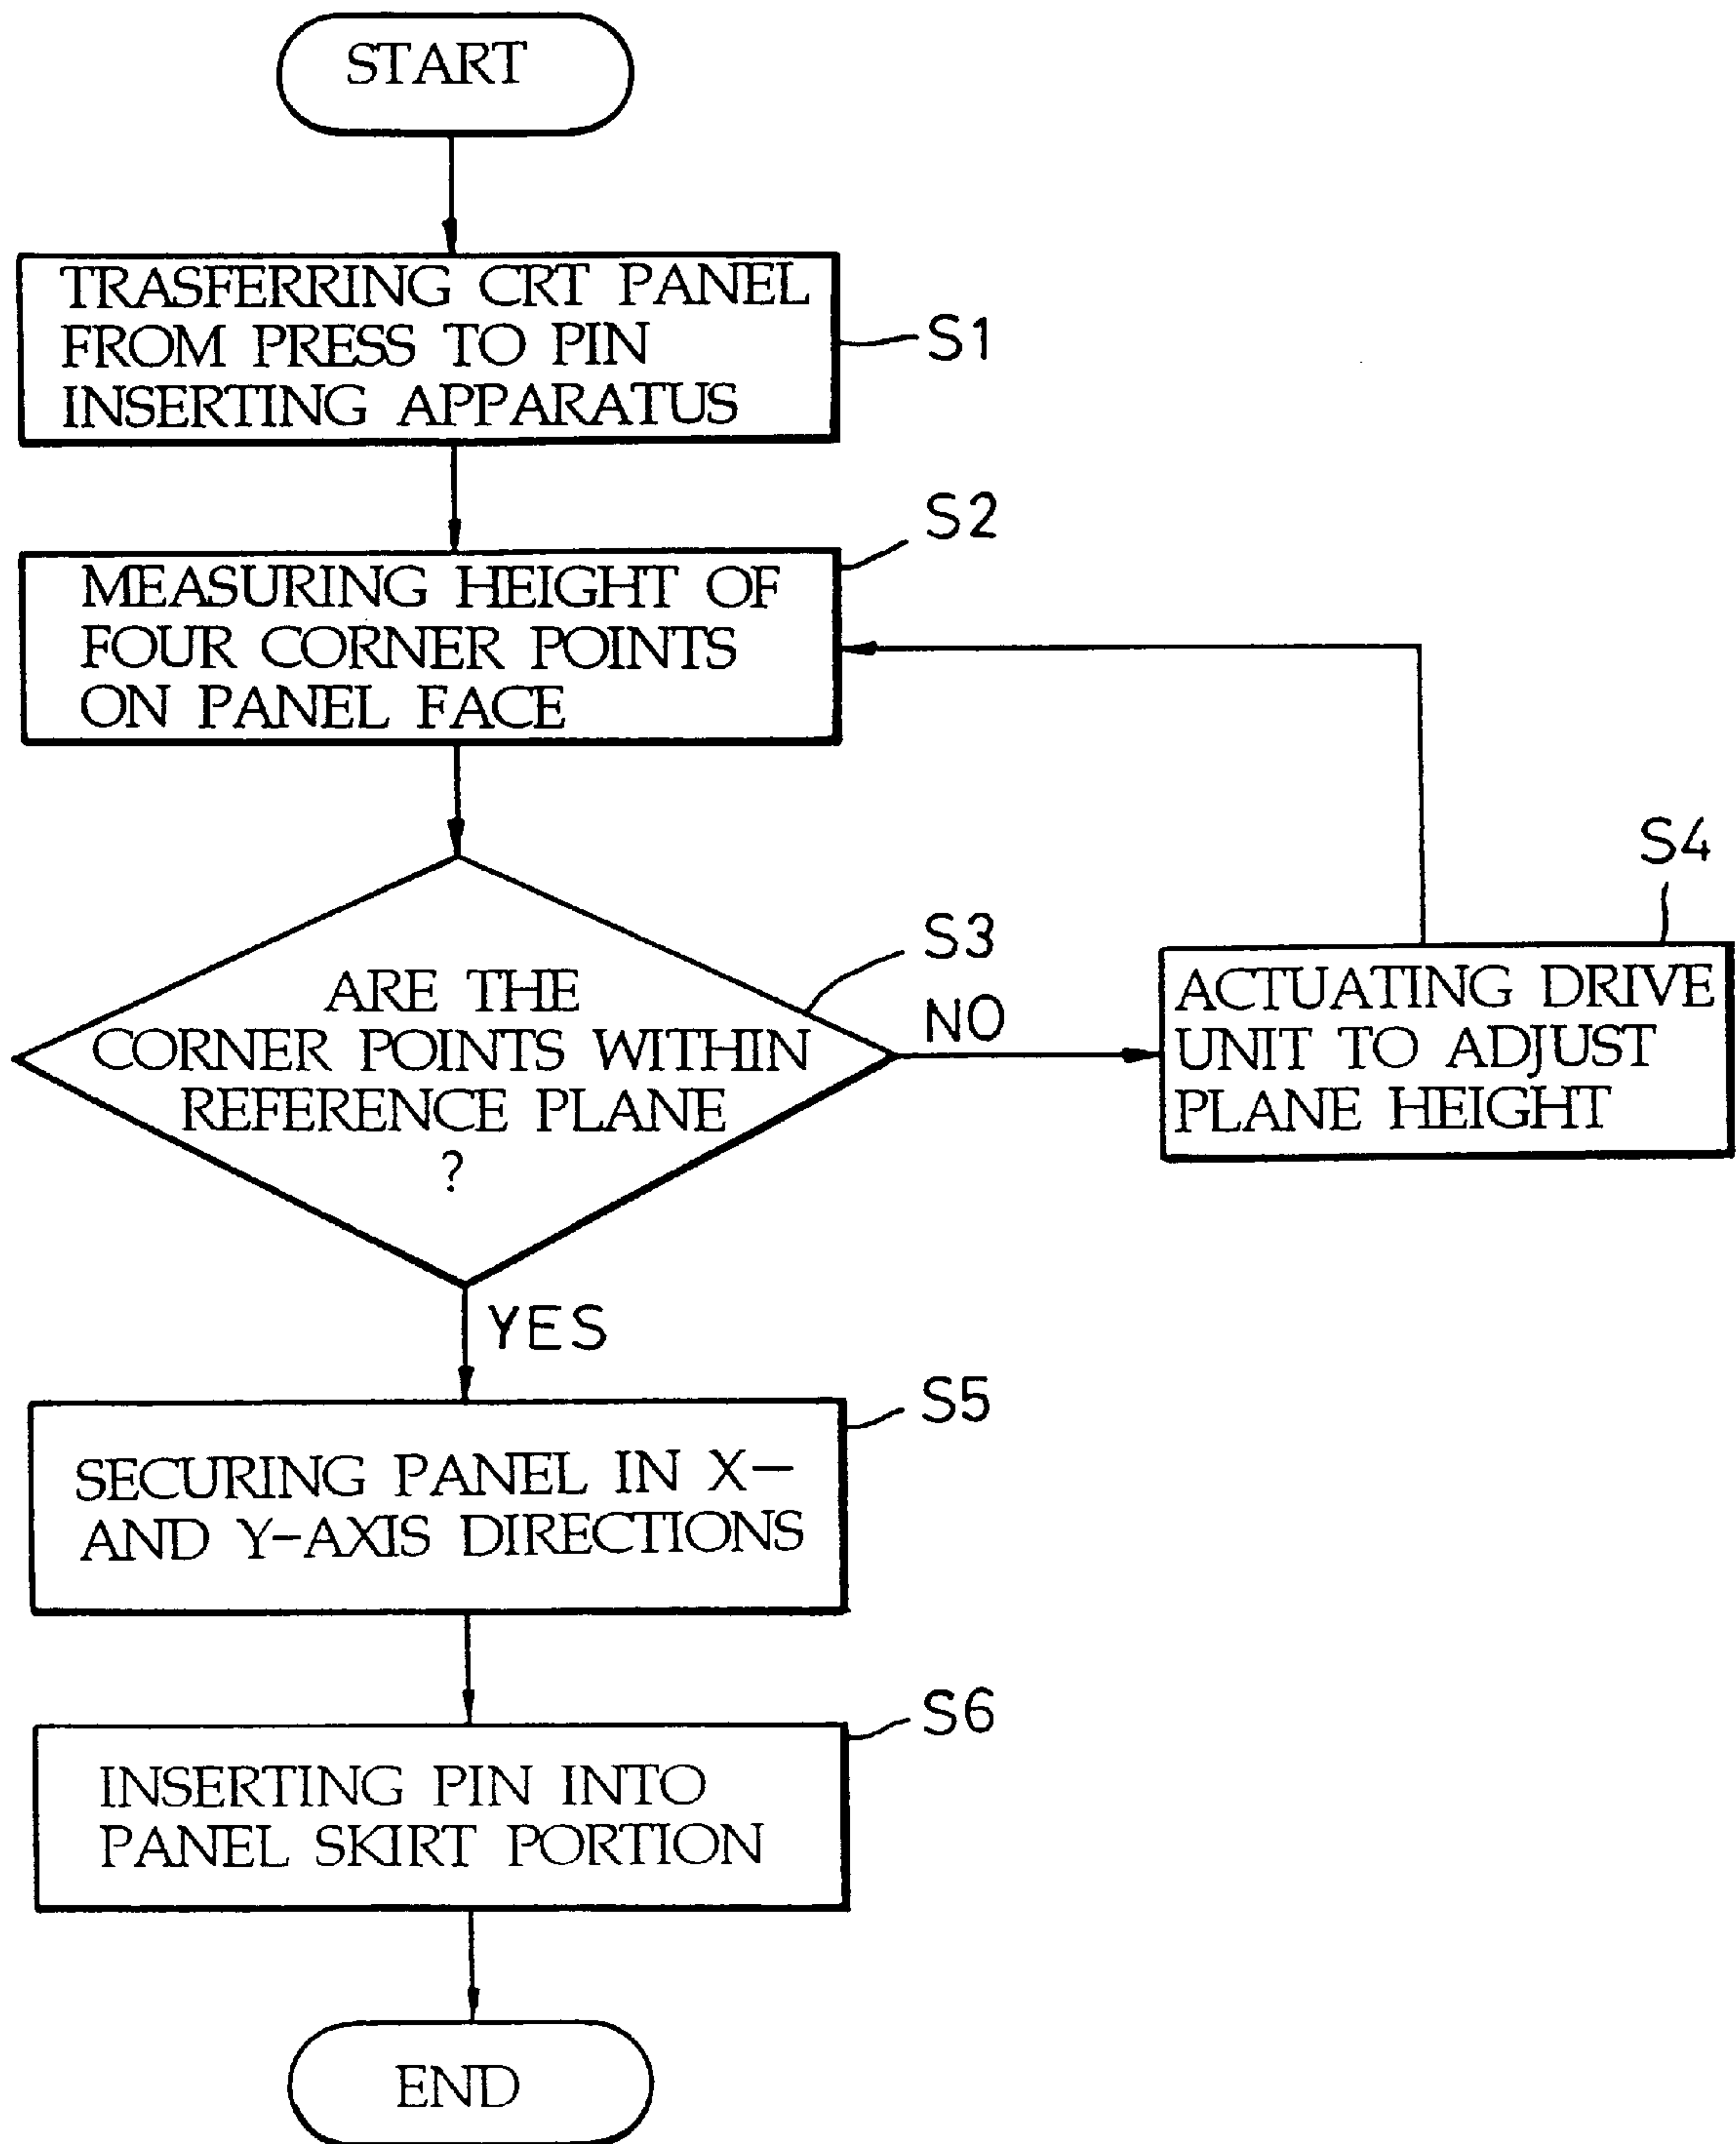 START
TRASFERRING CRT PANEL
FROM PRESS TO PIN
INSERTING APPARATUS
S1
S2
MEASURING HEIGHT OF
FOUR CORNER POINTS
ON PANEL FACE
S3
ARE THE
CORNER POINTS WITHIN
REFERENCE PLANE
?
NO
S4
ACTUATING DRIVE
UNIT TO ADJUST
PLANE HEIGHT
YES
S5
SECURING PANEL IN X-
AND Y-AXIS DIRECTIONS
S6
INSERTING PIN INTO
PANEL SKIRT PORTION
END